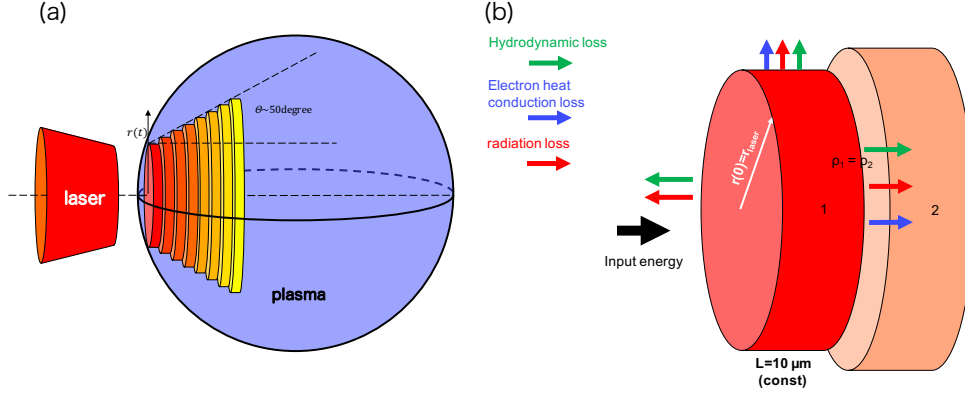 (a)
r(t)
θ~50degree
laser
plasma
(b)
Hydrodynamic loss
Electron heat
conduction loss
radiation loss
Input energy
r(0)=r_laser
ρ₁ = ρ₂
1
2
L=10 μm
(const)